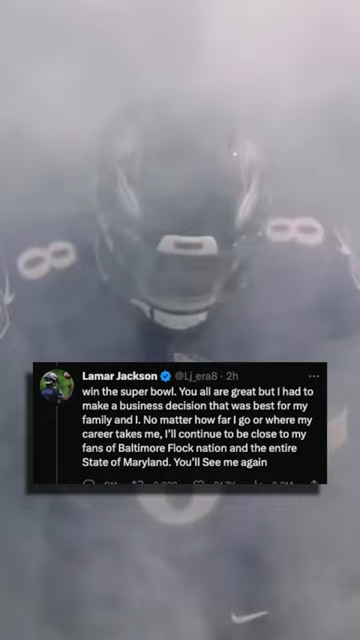 8
8
Lamar Jackson @Lj_era8 · 2h
win the super bowl. You all are great but I had to
make a business decision that was best for my
family and I. No matter how far I go or where my
career takes me, I'll continue to be close to my
fans of Baltimore Flock nation and the entire
State of Maryland. You'll See me again